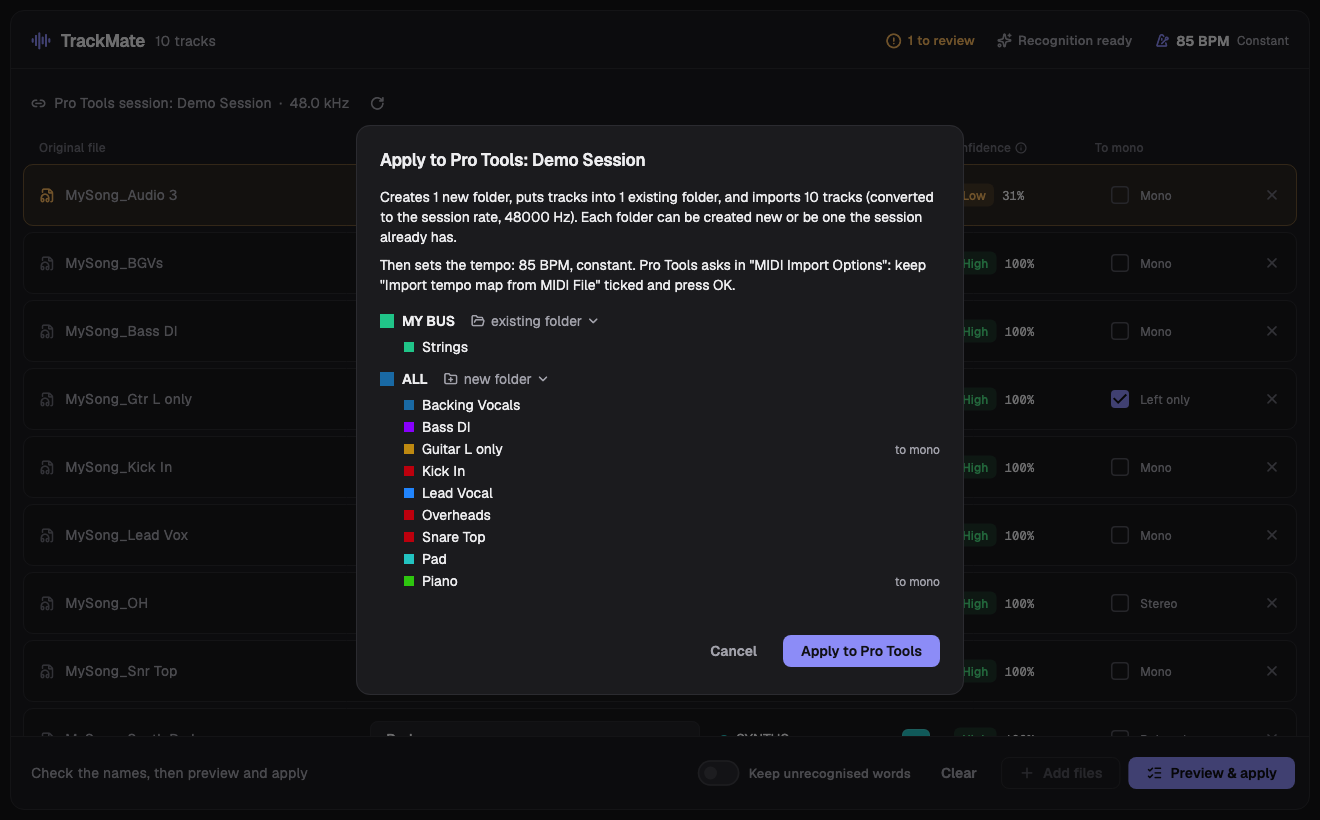 TrackMate 10 tracks
1 to review
Recognition ready
85 BPM Constant
Pro Tools session: Demo Session · 48.0 kHz
Original file
nfidence
To mono
MySong_Audio 3
Low 31%
Mono
MySong_BGVs
High 100%
Mono
MySong_Bass DI
High 100%
Mono
MySong_Gtr L only
High 100%
Left only
MySong_Kick In
High 100%
Mono
MySong_Lead Vox
High 100%
Mono
MySong_OH
High 100%
Stereo
MySong_Snr Top
High 100%
Mono
Apply to Pro Tools: Demo Session
Creates 1 new folder, puts tracks into 1 existing folder, and imports 10 tracks (converted
to the session rate, 48000 Hz). Each folder can be created new or be one the session
already has.
Then sets the tempo: 85 BPM, constant. Pro Tools asks in "MIDI Import Options": keep
"Import tempo map from MIDI File" ticked and press OK.
MY BUS existing folder
Strings
ALL new folder
Backing Vocals
Bass DI
Guitar L only to mono
Kick In
Lead Vocal
Overheads
Snare Top
Pad
Piano to mono
Cancel
Apply to Pro Tools
Check the names, then preview and apply
Keep unrecognised words
Clear
Add files
Preview & apply